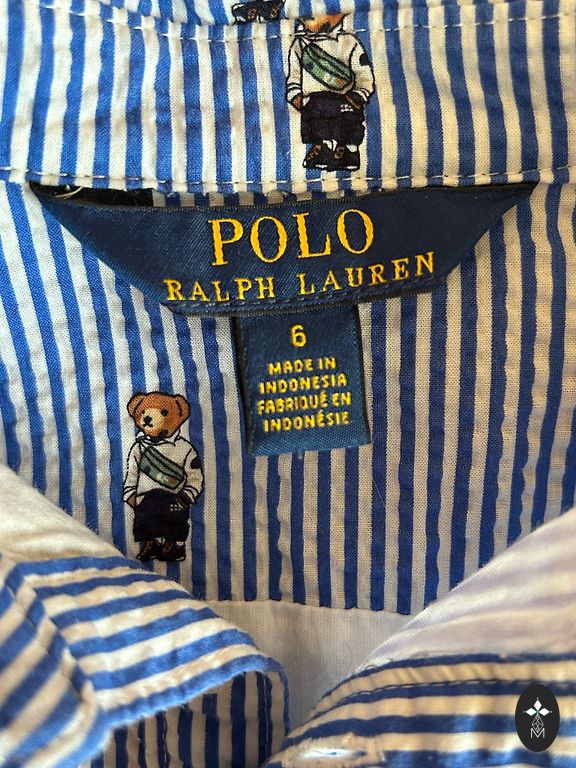 POLO
RALPH LAUREN
6
MADE IN
INDONESIA
FABRIQUÉ EN
INDONÉSIE